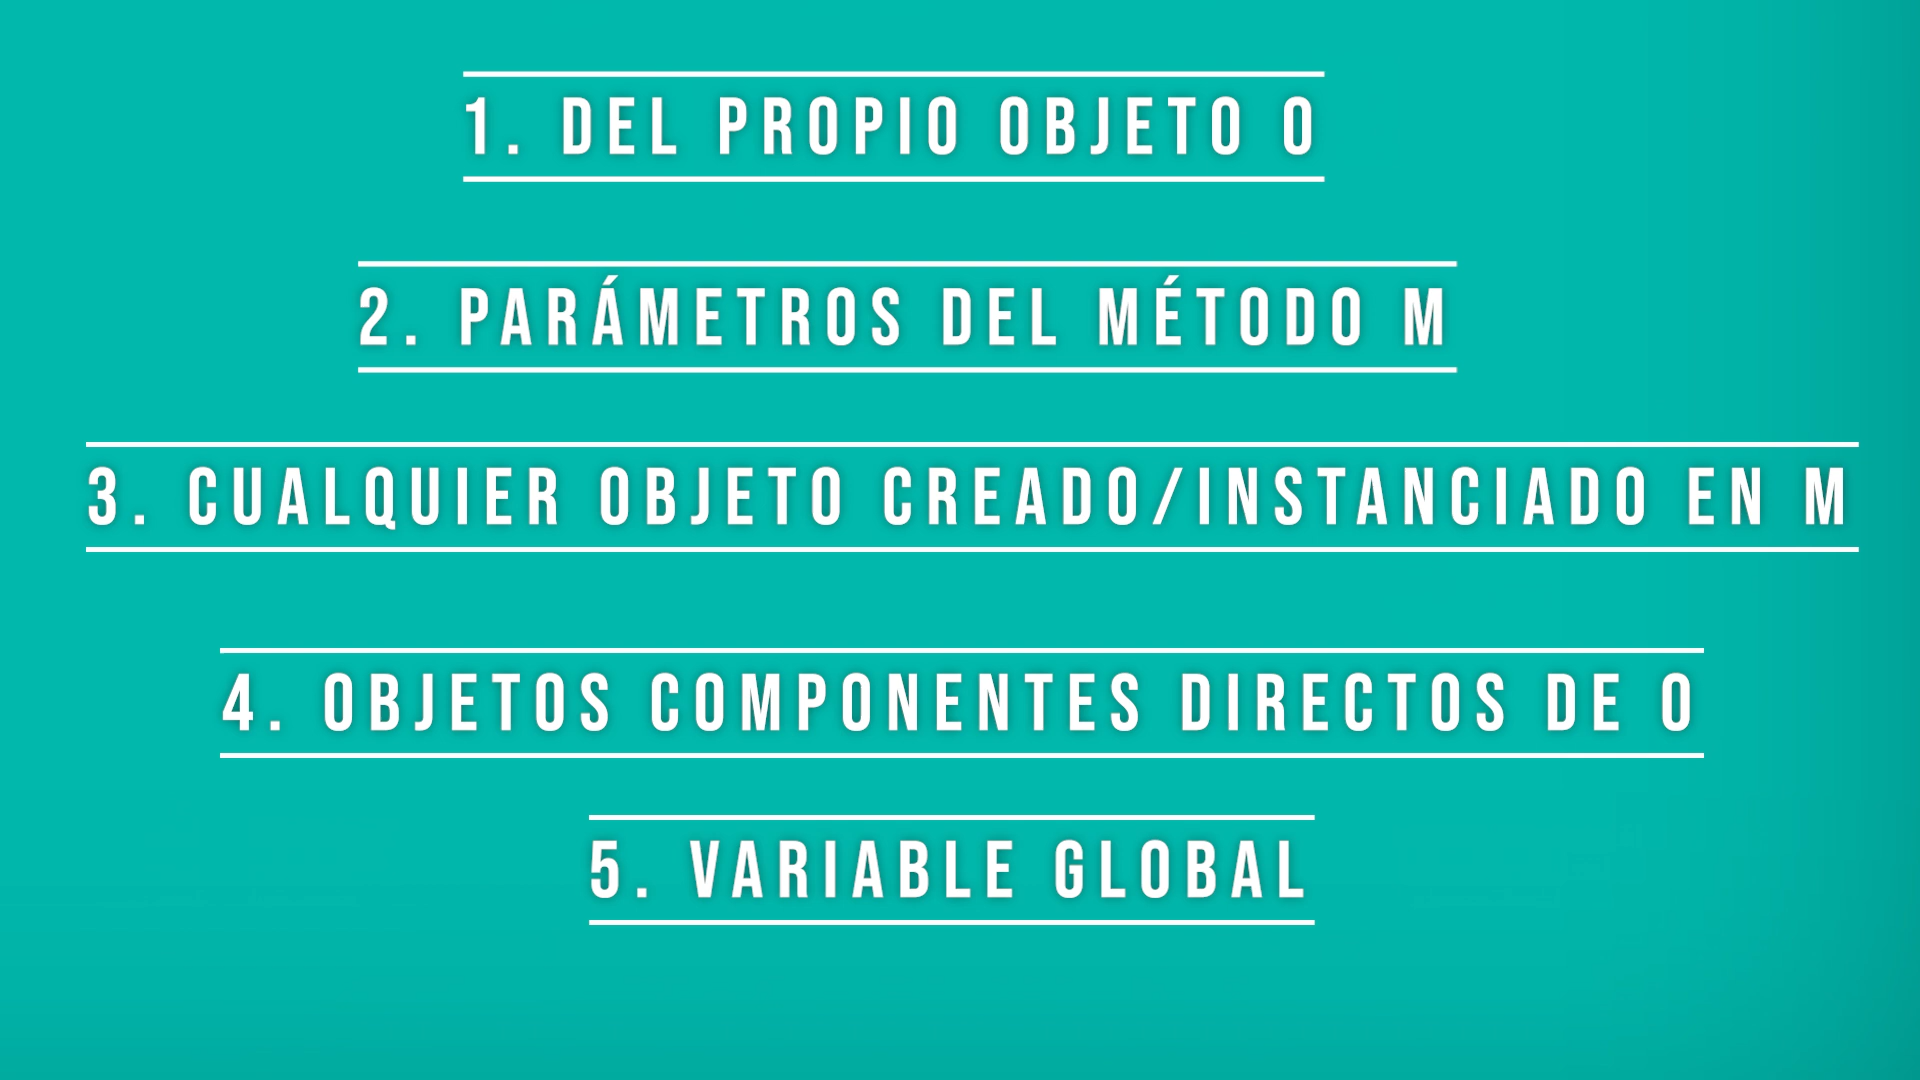 1. DEL PROPIO OBJETO O
2. PARÁMETROS DEL MÉTODO M
3. CUALQUIER OBJETO CREADO/INSTANCIADO EN M
4. OBJETOS COMPONENTES DIRECTOS DE O
5. VARIABLE GLOBAL